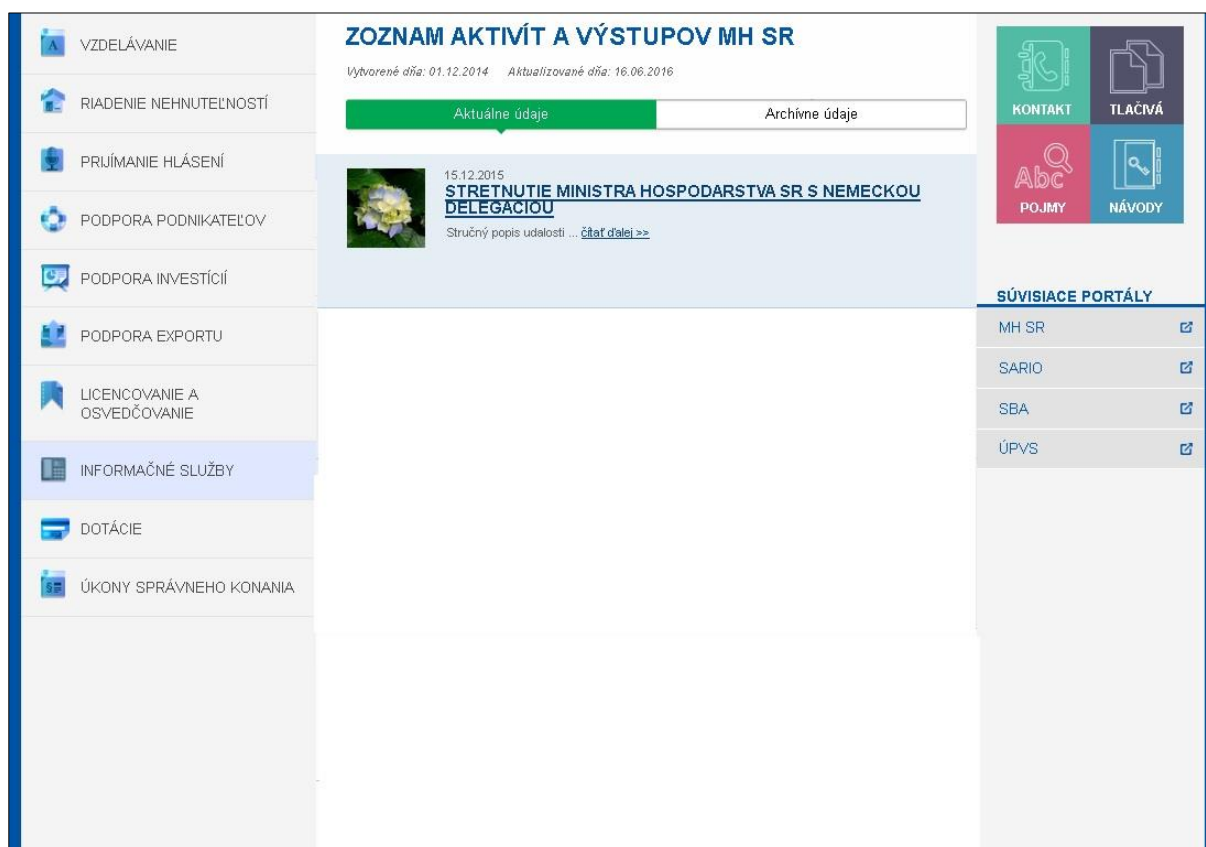 VZDELÁVANIE
RIADENIE NEHNUTEĽNOSTÍ
PRIJÍMANIE HLÁSENÍ
PODPORA PODNIKATEĽOV
PODPORA INVESTÍCIÍ
PODPORA EXPORTU
LICENCOVANIE A
OSVEDČOVANIE
INFORMAČNÉ SLUŽBY
DOTÁCIE
ÚKONY SPRÁVNEHO KONANIA
ZOZNAM AKTIVÍT A VÝSTUPOV MH SR
Vytvorené dňa: 01.12.2014 Aktualizované dňa: 16.06.2016
Aktuálne údaje
Archívne údaje
15.12.2015
STRETNUTIE MINISTRA HOSPODARSTVA SR S NEMECKOU
DELEGACIOU
Stručný popis udalosti ... čítať ďalej >>
KONTAKT
TLAČIVÁ
Abc
POJMY
NÁVODY
SÚVISIACE PORTÁLY
MH SR
SARIO
SBA
ÚPVS